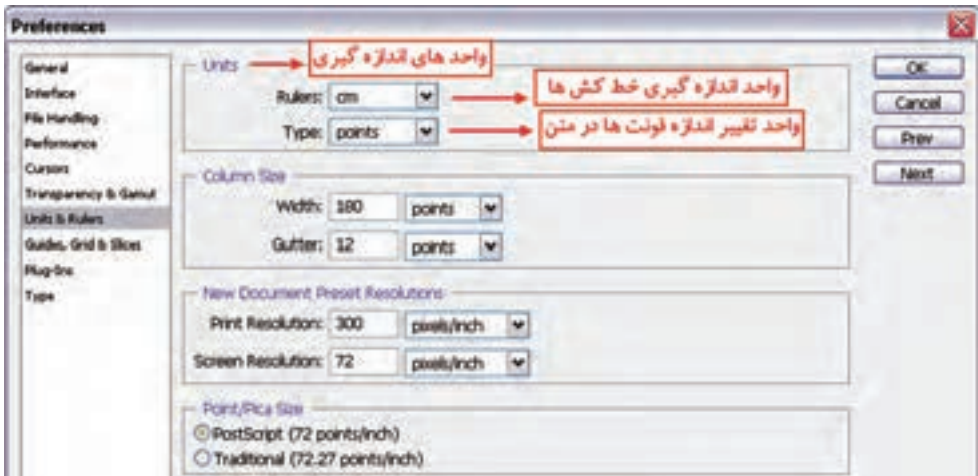 Preferences
General
Interface
File Handling
Performance
Cursors
Transparency & Gamut
Units & Rulers
Guides, Grid & Slices
Plug-Ins
Type
Units
واحد های اندازه گیری
Rulers: cm
واحد اندازه گیری خط کش ها
Type: points
واحد تغییر اندازه فونت ها در متن
Column Size
Width: 180 points
Gutter: 12 points
New Document Preset Resolutions
Print Resolution: 300 pixels/inch
Screen Resolution: 72 pixels/inch
Point/Pica Size
PostScript (72 points/inch)
Traditional (72.27 points/inch)
OK
Cancel
Prev
Next